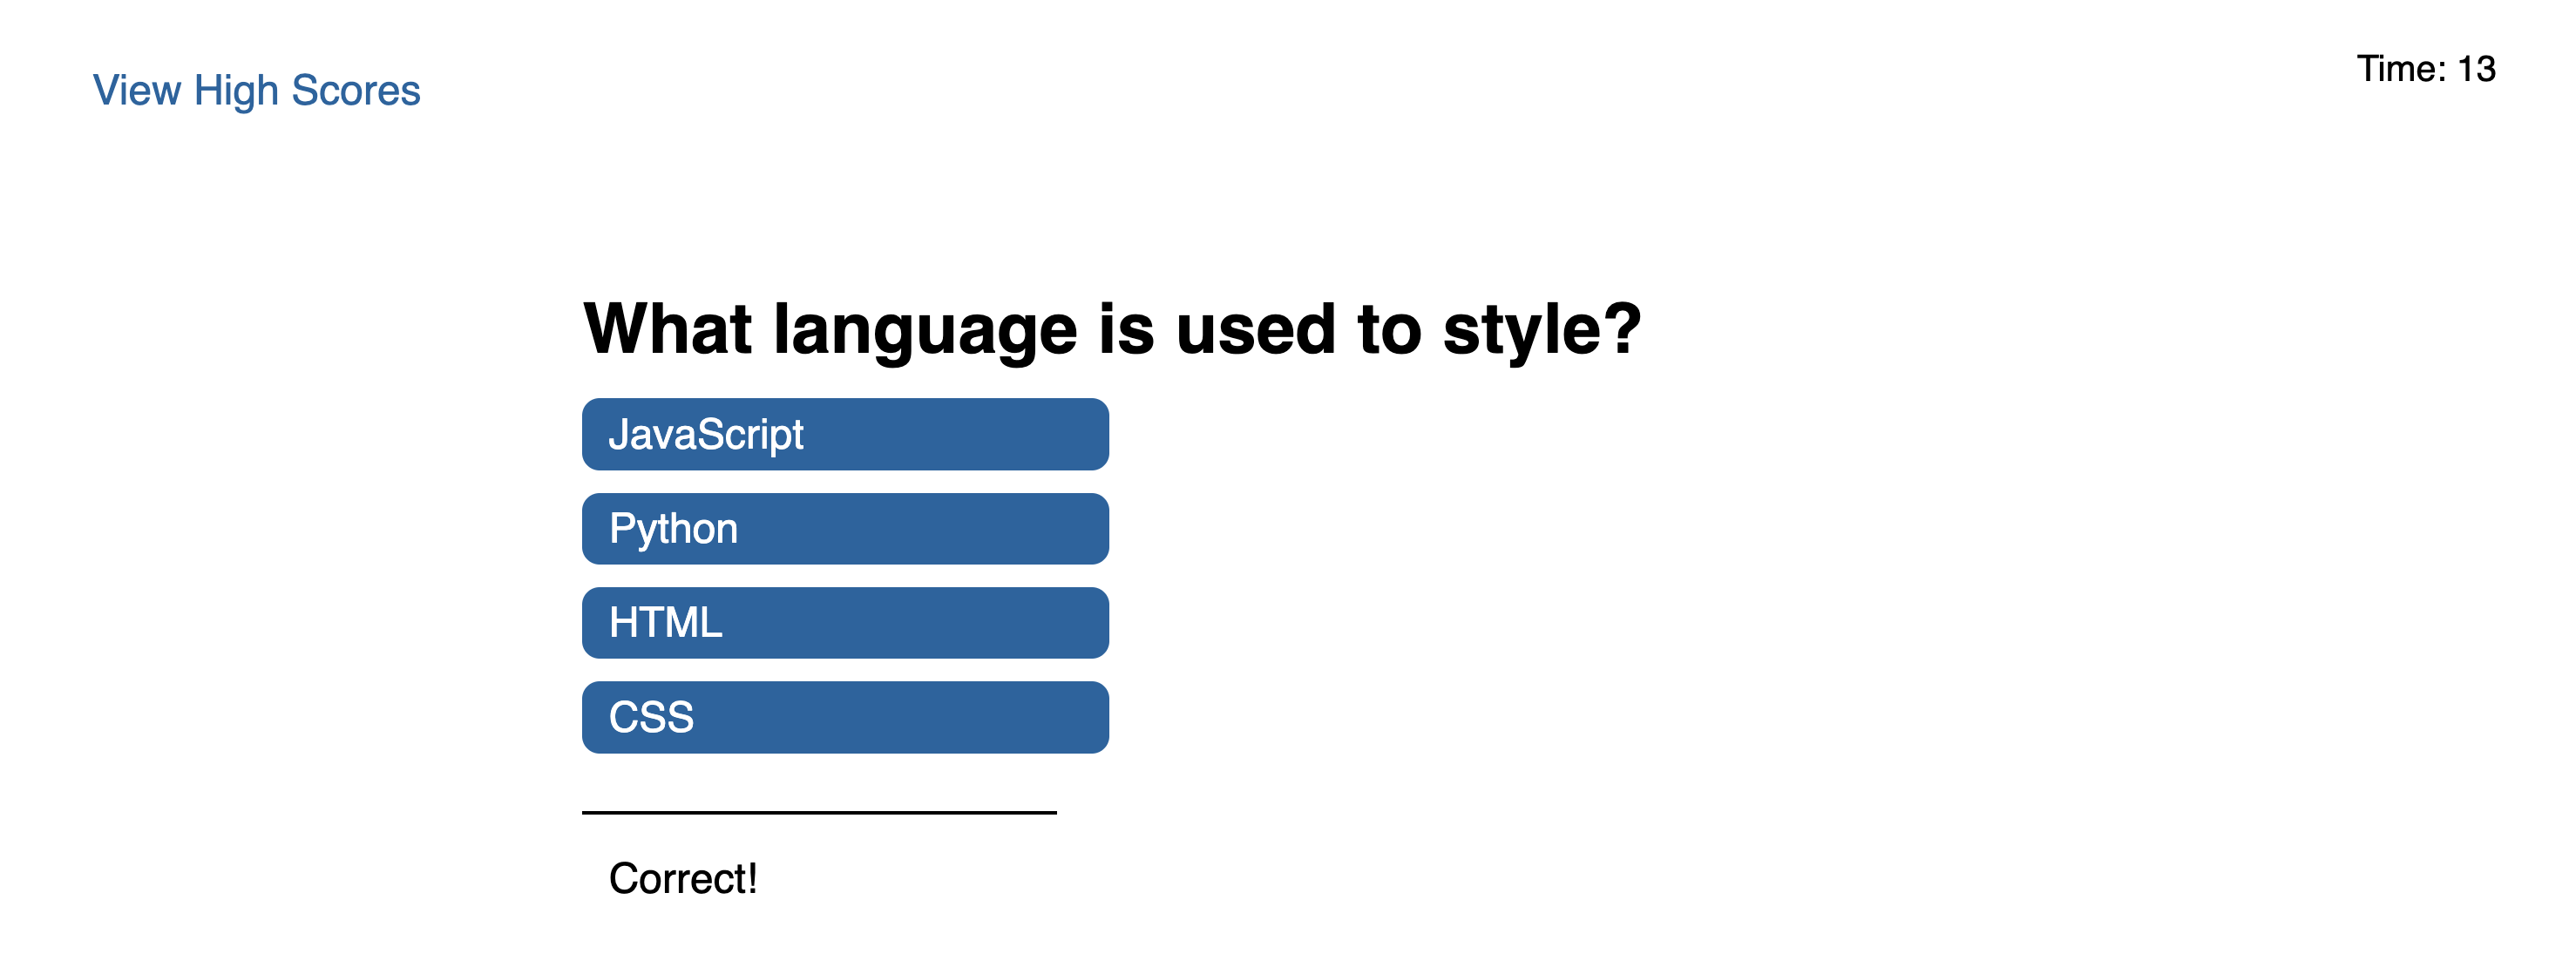 View High Scores
Time: 13
What language is used to style?
JavaScript
Python
HTML
CSS
Correct!